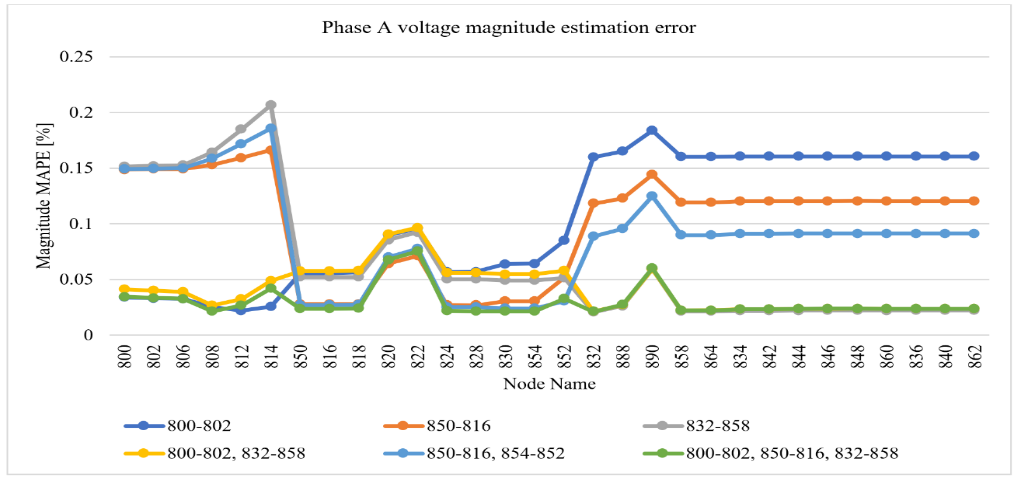 Phase A voltage magnitude estimation error
Magnitude MAPE [%]
0.25
0.2
0.15
0.1
0.05
0
800 802 806 808 812 814 850 816 818 820 822 824 828 830 854 852 832 888 890 858 864 834 842 844 846 848 860 836 840 862
Node Name
800-802 850-816 832-858
800-802, 832-858 850-816, 854-852 800-802, 850-816, 832-858